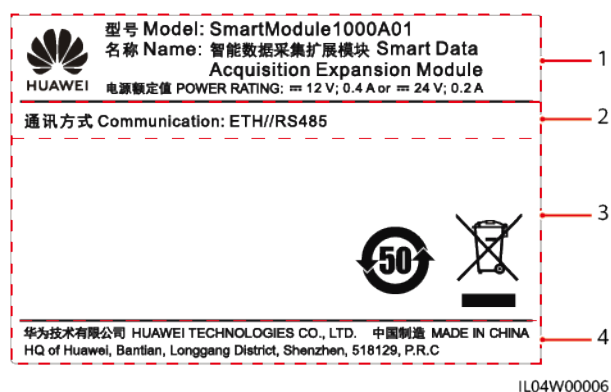 型号 Model: SmartModule1000A01
名称 Name: 智能数据采集扩展模块 Smart Data
Acquisition Expansion Module
HUAWEI
电源额定值 POWER RATING: ⎓ 12 V; 0.4 A or ⎓ 24 V; 0.2 A
1
通讯方式 Communication: ETH//RS485
2
3
50
华为技术有限公司 HUAWEI TECHNOLOGIES CO., LTD. 中国制造 MADE IN CHINA
HQ of Huawei, Bantian, Longgang District, Shenzhen, 518129, P.R.C
4
IL04W00006